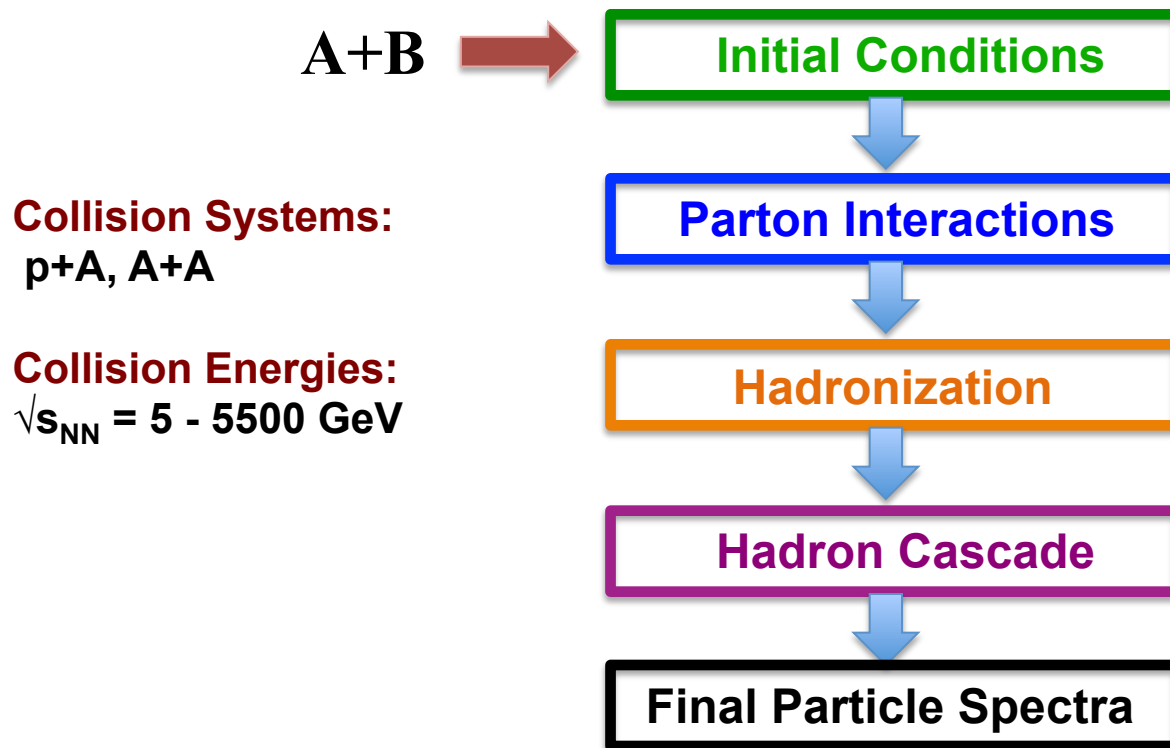 A+B
Initial Conditions
Parton Interactions
Collision Systems:
p+A, A+A
Collision Energies:
√sNN = 5 - 5500 GeV
Hadronization
Hadron Cascade
Final Particle Spectra